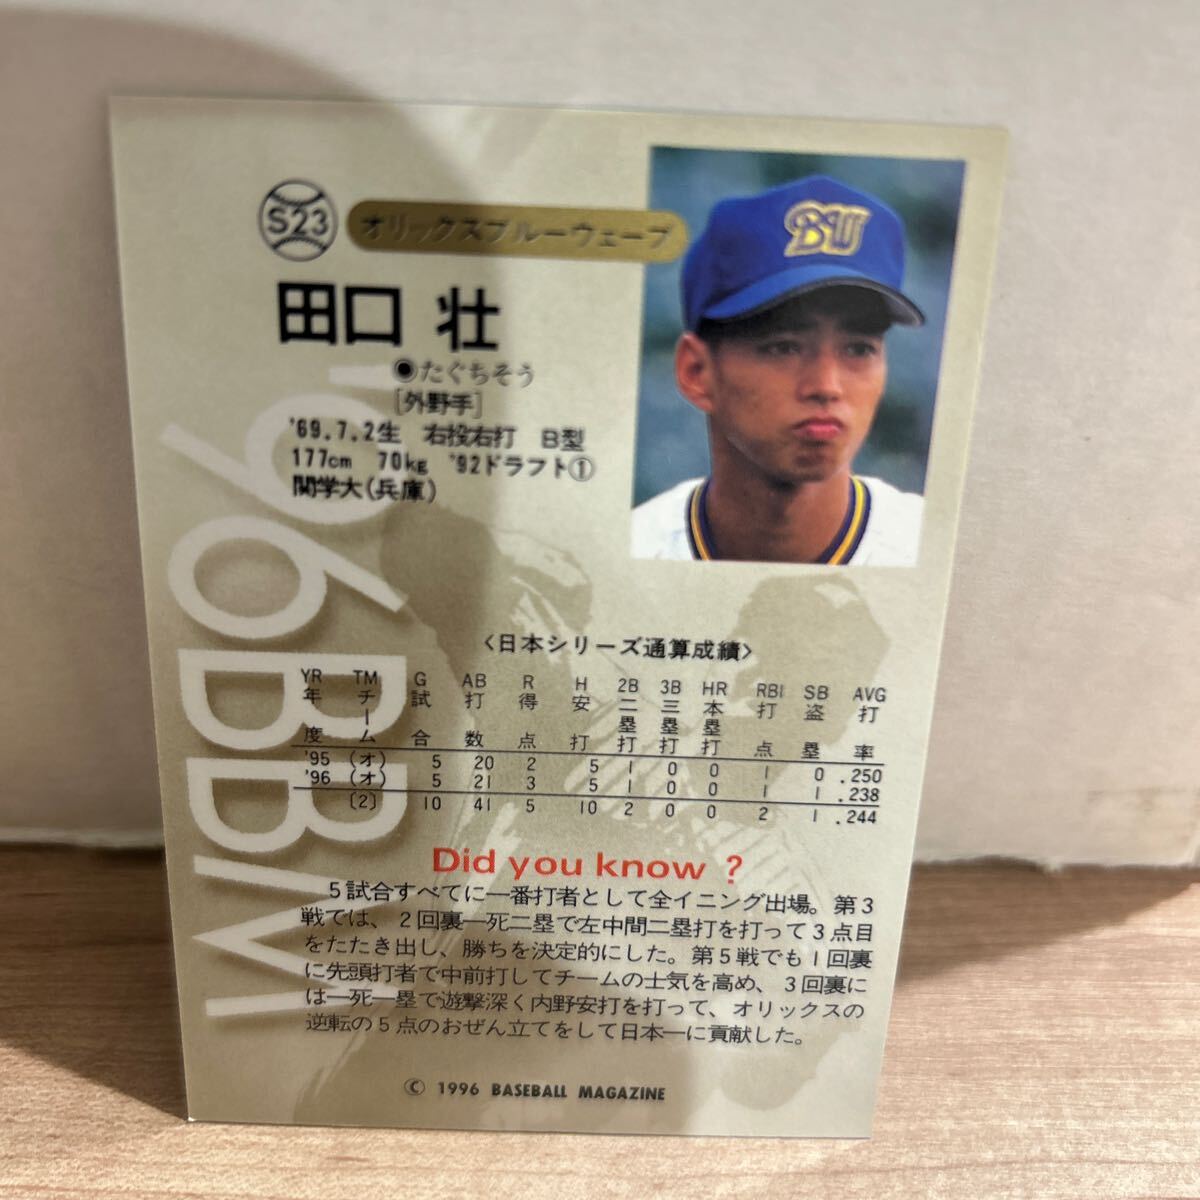 S23 オリックスブルーウェーブ
BW
田口 壮
◉たぐちそう
[外野手]
'69.7.2生 右投右打 B型
177cm 70kg '92ドラフト①
関学大(兵庫)
'96BBM
〈日本シリーズ通算成績〉
YR TM G AB R H 2B 3B HR RBI SB AVG
年度 チーム 試合 打数 得点 安打 二塁打 三塁打 本塁打 打点 盗塁 打率
'95 (オ) 5 20 2 5 1 0 0 1 0 .250
'96 (オ) 5 21 3 5 1 0 0 1 1 .238
〔2〕 10 41 5 10 2 0 0 2 1 .244
Did you know ?
5試合すべてに一番打者として全イニング出場。第3
戦では、2回裏一死二塁で左中間二塁打を打って3点目
をたたき出し、勝ちを決定的にした。第5戦でも1回裏
に先頭打者で中前打してチームの士気を高め、3回裏に
は一死一塁で遊撃深く内野安打を打って、オリックスの
逆転の5点のおぜん立てをして日本一に貢献した。
© 1996 BASEBALL MAGAZINE